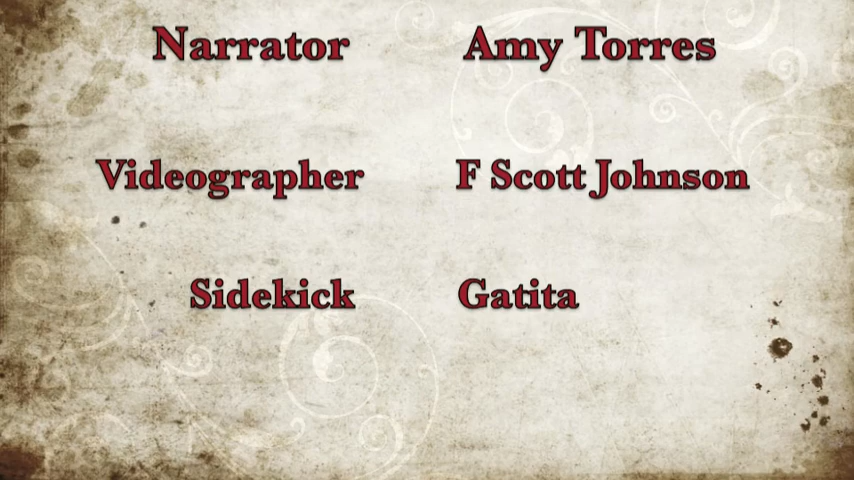 Narrator Amy Torres
Videographer F Scott Johnson
Sidekick Gatita